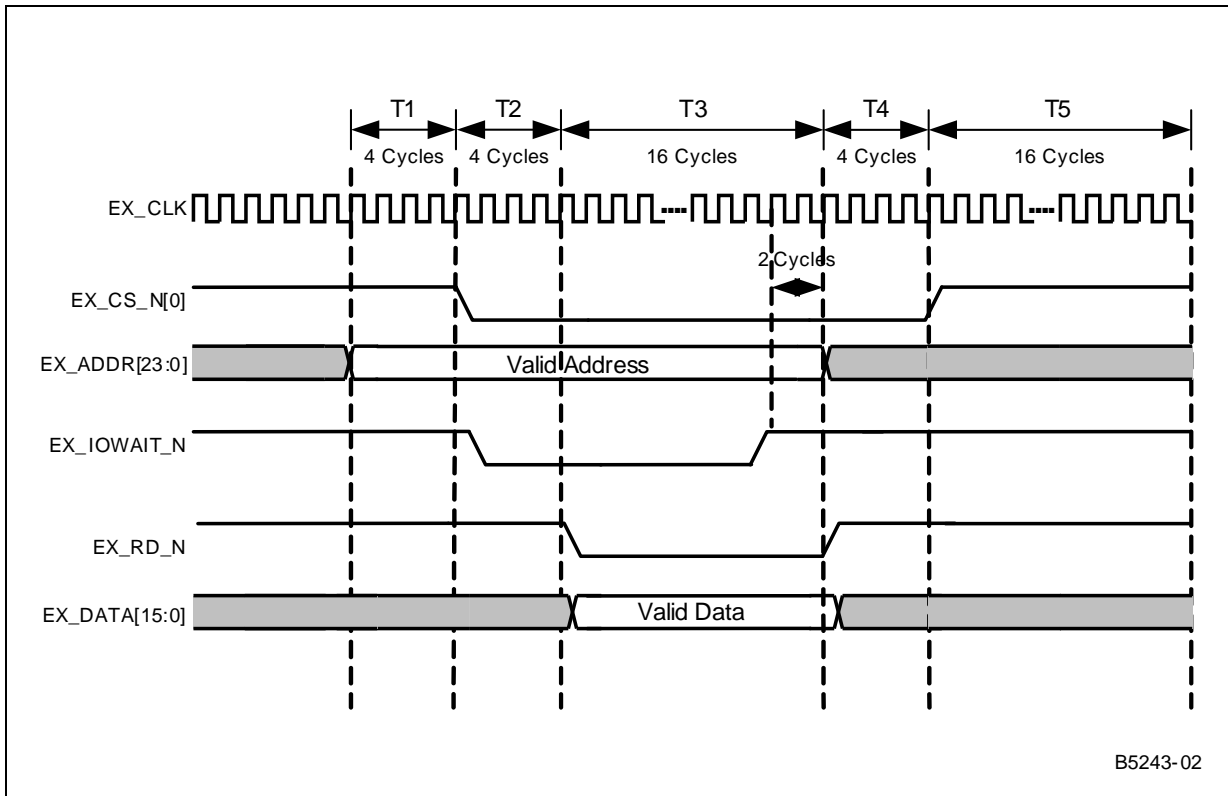 T1 T2 T3 T4 T5
4 Cycles 4 Cycles 16 Cycles 4 Cycles 16 Cycles
EX_CLK
2 Cycles
EX_CS_N[0]
EX_ADDR[23:0] Valid Address
EX_IOWAIT_N
EX_RD_N
EX_DATA[15:0] Valid Data
B5243-02